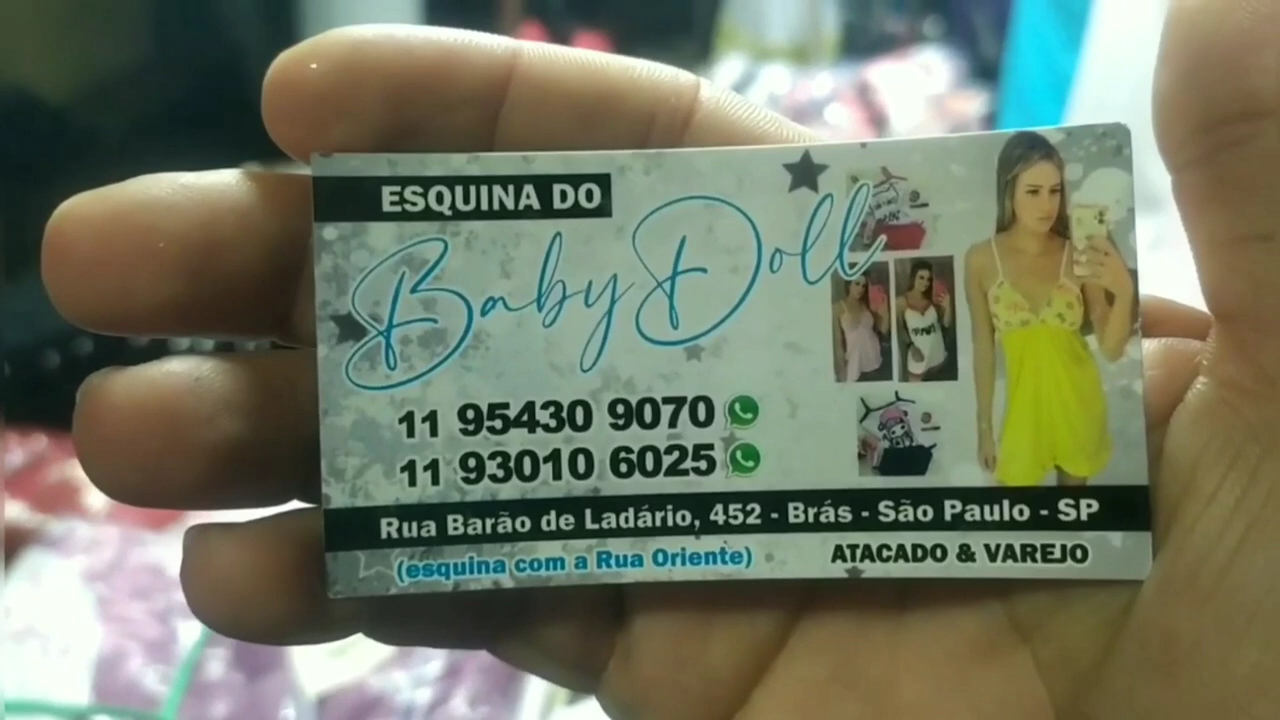 ESQUINA DO
Baby Doll
11 95430 9070
11 93010 6025
Rua Barão de Ladário, 452 - Brás - São Paulo - SP
(esquina com a Rua Oriente)
ATACADO & VAREJO